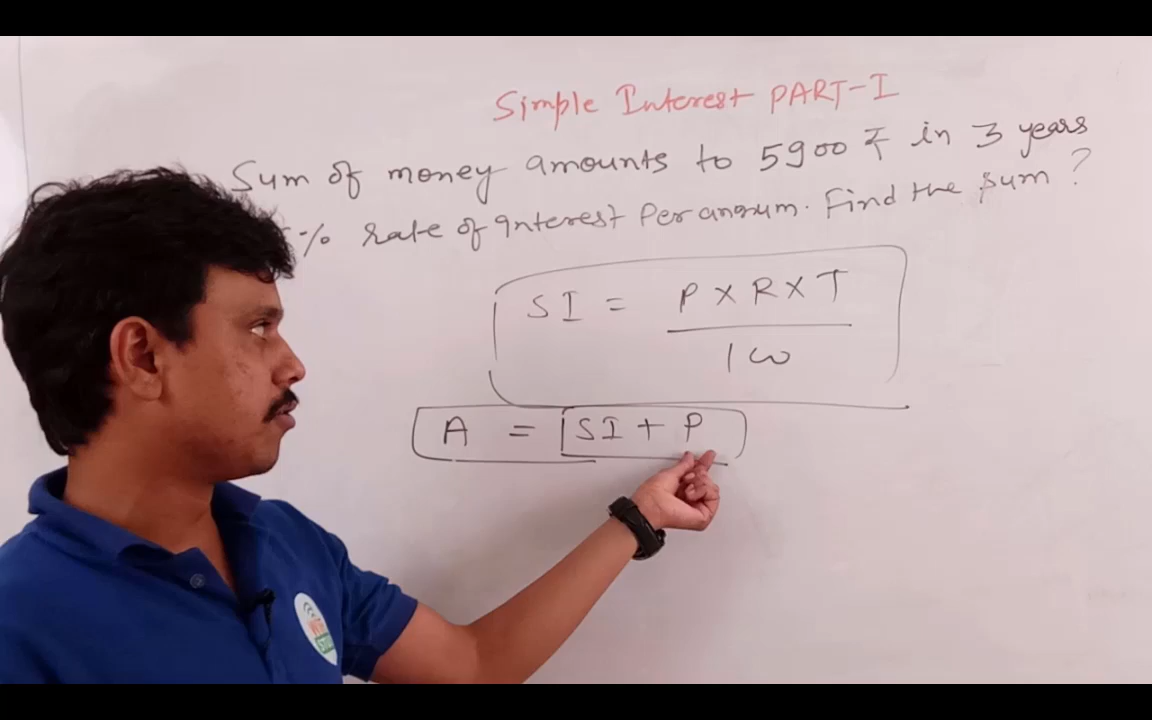 Simple Interest PART-I
Sum of money amounts to 5900 ₹ in 3 years
% rate of interest Per annum. Find the sum ?
SI = P X R X T
100
A = SI + P